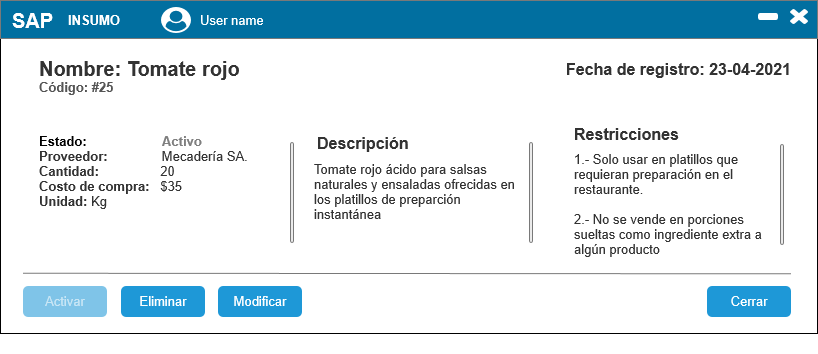 SAP INSUMO User name
Nombre: Tomate rojo
Fecha de registro: 23-04-2021
Código: #25
Estado: Activo
Proveedor: Mecadería SA.
Cantidad: 20
Costo de compra: $35
Unidad: Kg
Descripción
Tomate rojo ácido para salsas
naturales y ensaladas ofrecidas en
los platillos de preparción
instantánea
Restricciones
1.- Solo usar en platillos que
requieran preparación en el
restaurante.
2.- No se vende en porciones
sueltas como ingrediente extra a
algún producto
Activar Eliminar Modificar Cerrar